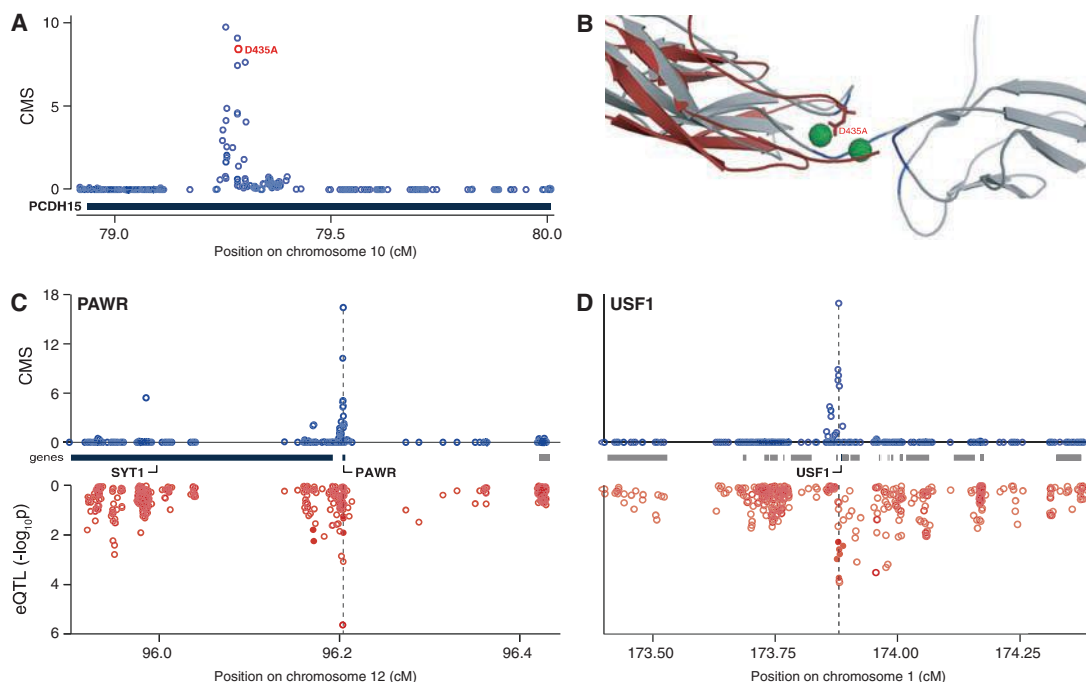 A
10
5
0
CMS
D435A
PCDH15
79.0
79.5
80.0
Position on chromosome 10 (cM)
B
D435A
C
PAWR
18
12
6
0
CMS
genes
SYT1
PAWR
0
2
4
6
eQTL (-log10p)
96.0
96.2
96.4
Position on chromosome 12 (cM)
D
USF1
USF1
173.50
173.75
174.00
174.25
Position on chromosome 1 (cM)